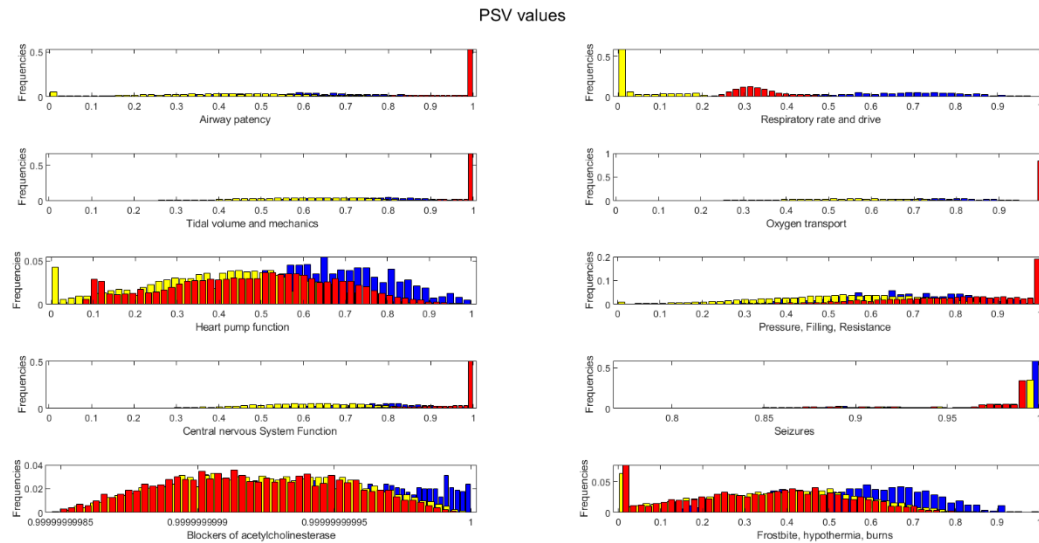 PSV values
Frequencies
0.5
0
0 0.1 0.2 0.3 0.4 0.5 0.6 0.7 0.8 0.9 1
Airway patency
Frequencies
0.5
0
0 0.1 0.2 0.3 0.4 0.5 0.6 0.7 0.8 0.9 1
Respiratory rate and drive
Frequencies
0.5
0
0 0.1 0.2 0.3 0.4 0.5 0.6 0.7 0.8 0.9 1
Tidal volume and mechanics
Frequencies
1
0.5
0
0 0.1 0.2 0.3 0.4 0.5 0.6 0.7 0.8 0.9 1
Oxygen transport
Frequencies
0.05
0
0 0.1 0.2 0.3 0.4 0.5 0.6 0.7 0.8 0.9 1
Heart pump function
Frequencies
0.2
0.1
0
0 0.1 0.2 0.3 0.4 0.5 0.6 0.7 0.8 0.9 1
Pressure, Filling, Resistance
Frequencies
0.5
0
0 0.1 0.2 0.3 0.4 0.5 0.6 0.7 0.8 0.9 1
Central nervous System Function
Frequencies
0.5
0
0.8 0.85 0.9 0.95 1
Seizures
Frequencies
0.04
0.02
0
0.99999999985 0.9999999999 0.99999999995 1
Blockers of acetylcholinesterase
Frequencies
0.05
0
0 0.1 0.2 0.3 0.4 0.5 0.6 0.7 0.8 0.9 1
Frostbite, hypothermia, burns